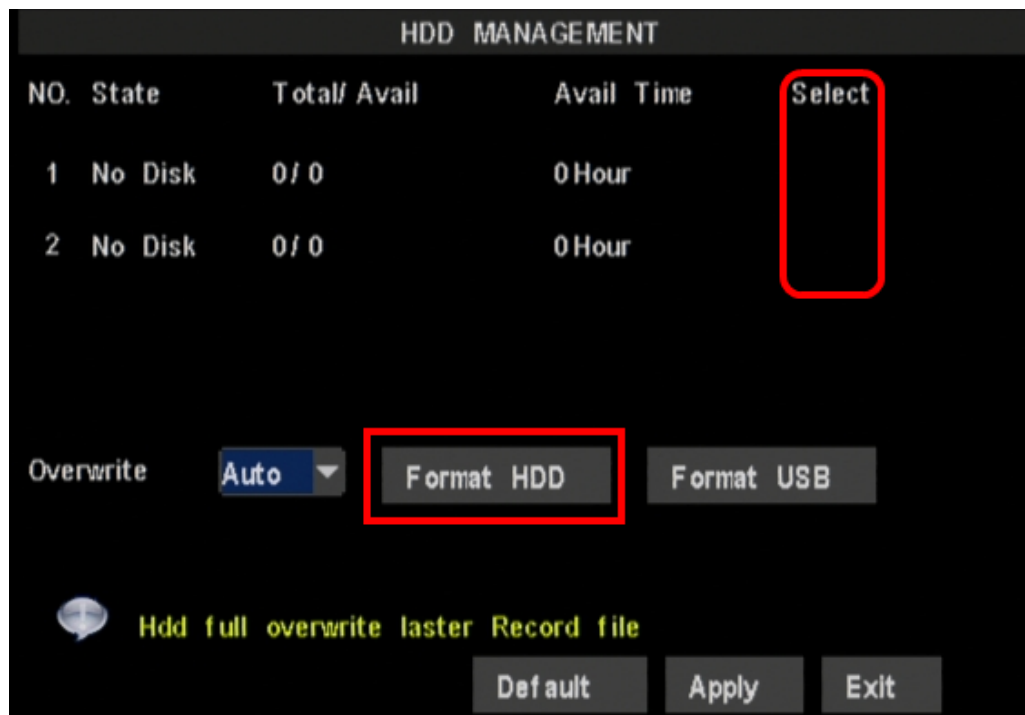 HDD MANAGEMENT
NO. State Total/ Avail Avail Time Select
1 No Disk 0/ 0 0 Hour
2 No Disk 0/ 0 0 Hour
Overwrite Auto Format HDD Format USB
Hdd full overwrite laster Record file
Default Apply Exit